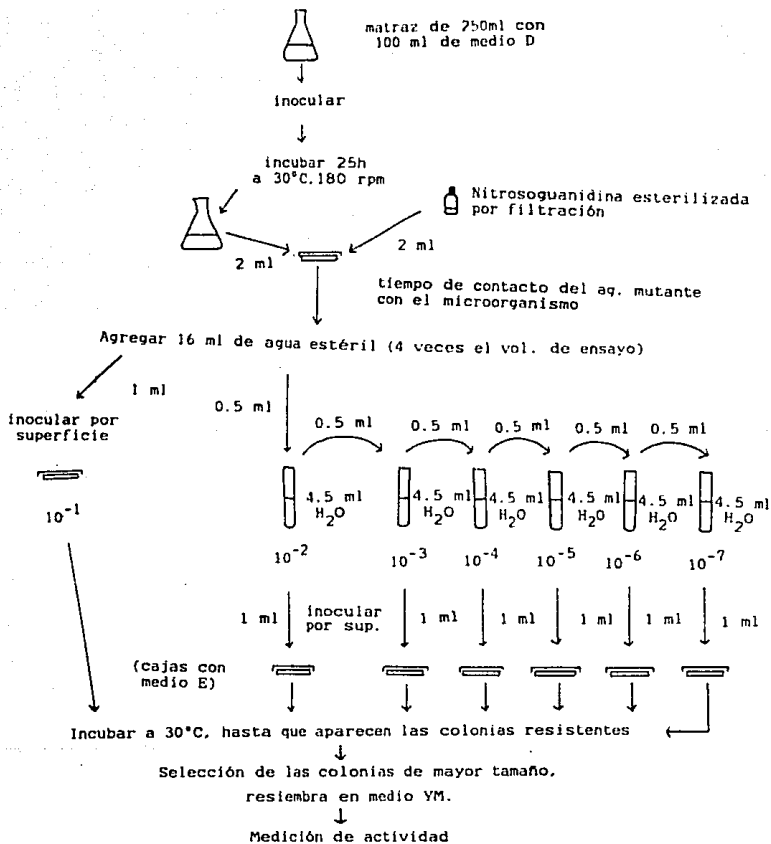 matraz de 250ml con
100 ml de medio D
inocular
incubar 25h
a 30°C.180 rpm
Nitrosoguanidina esterilizada
por filtración
2 ml
2 ml
tiempo de contacto del ag. mutante
con el microorganismo
Agregar 16 ml de agua estéril (4 veces el vol. de ensayo)
1 ml
0.5 ml
inocular por
superficie
0.5 ml 0.5 ml 0.5 ml 0.5 ml 0.5 ml
4.5 ml 4.5 ml 4.5 ml 4.5 ml 4.5 ml 4.5 ml
H₂O H₂O H₂O H₂O H₂O H₂O
10⁻¹
10⁻² 10⁻³ 10⁻⁴ 10⁻⁵ 10⁻⁶ 10⁻⁷
1 ml inocular 1 ml 1 ml 1 ml 1 ml 1 ml
por sup.
(cajas con
medio E)
Incubar a 30°C, hasta que aparecen las colonias resistentes
Selección de las colonias de mayor tamaño,
resiembra en medio YM.
Medición de actividad